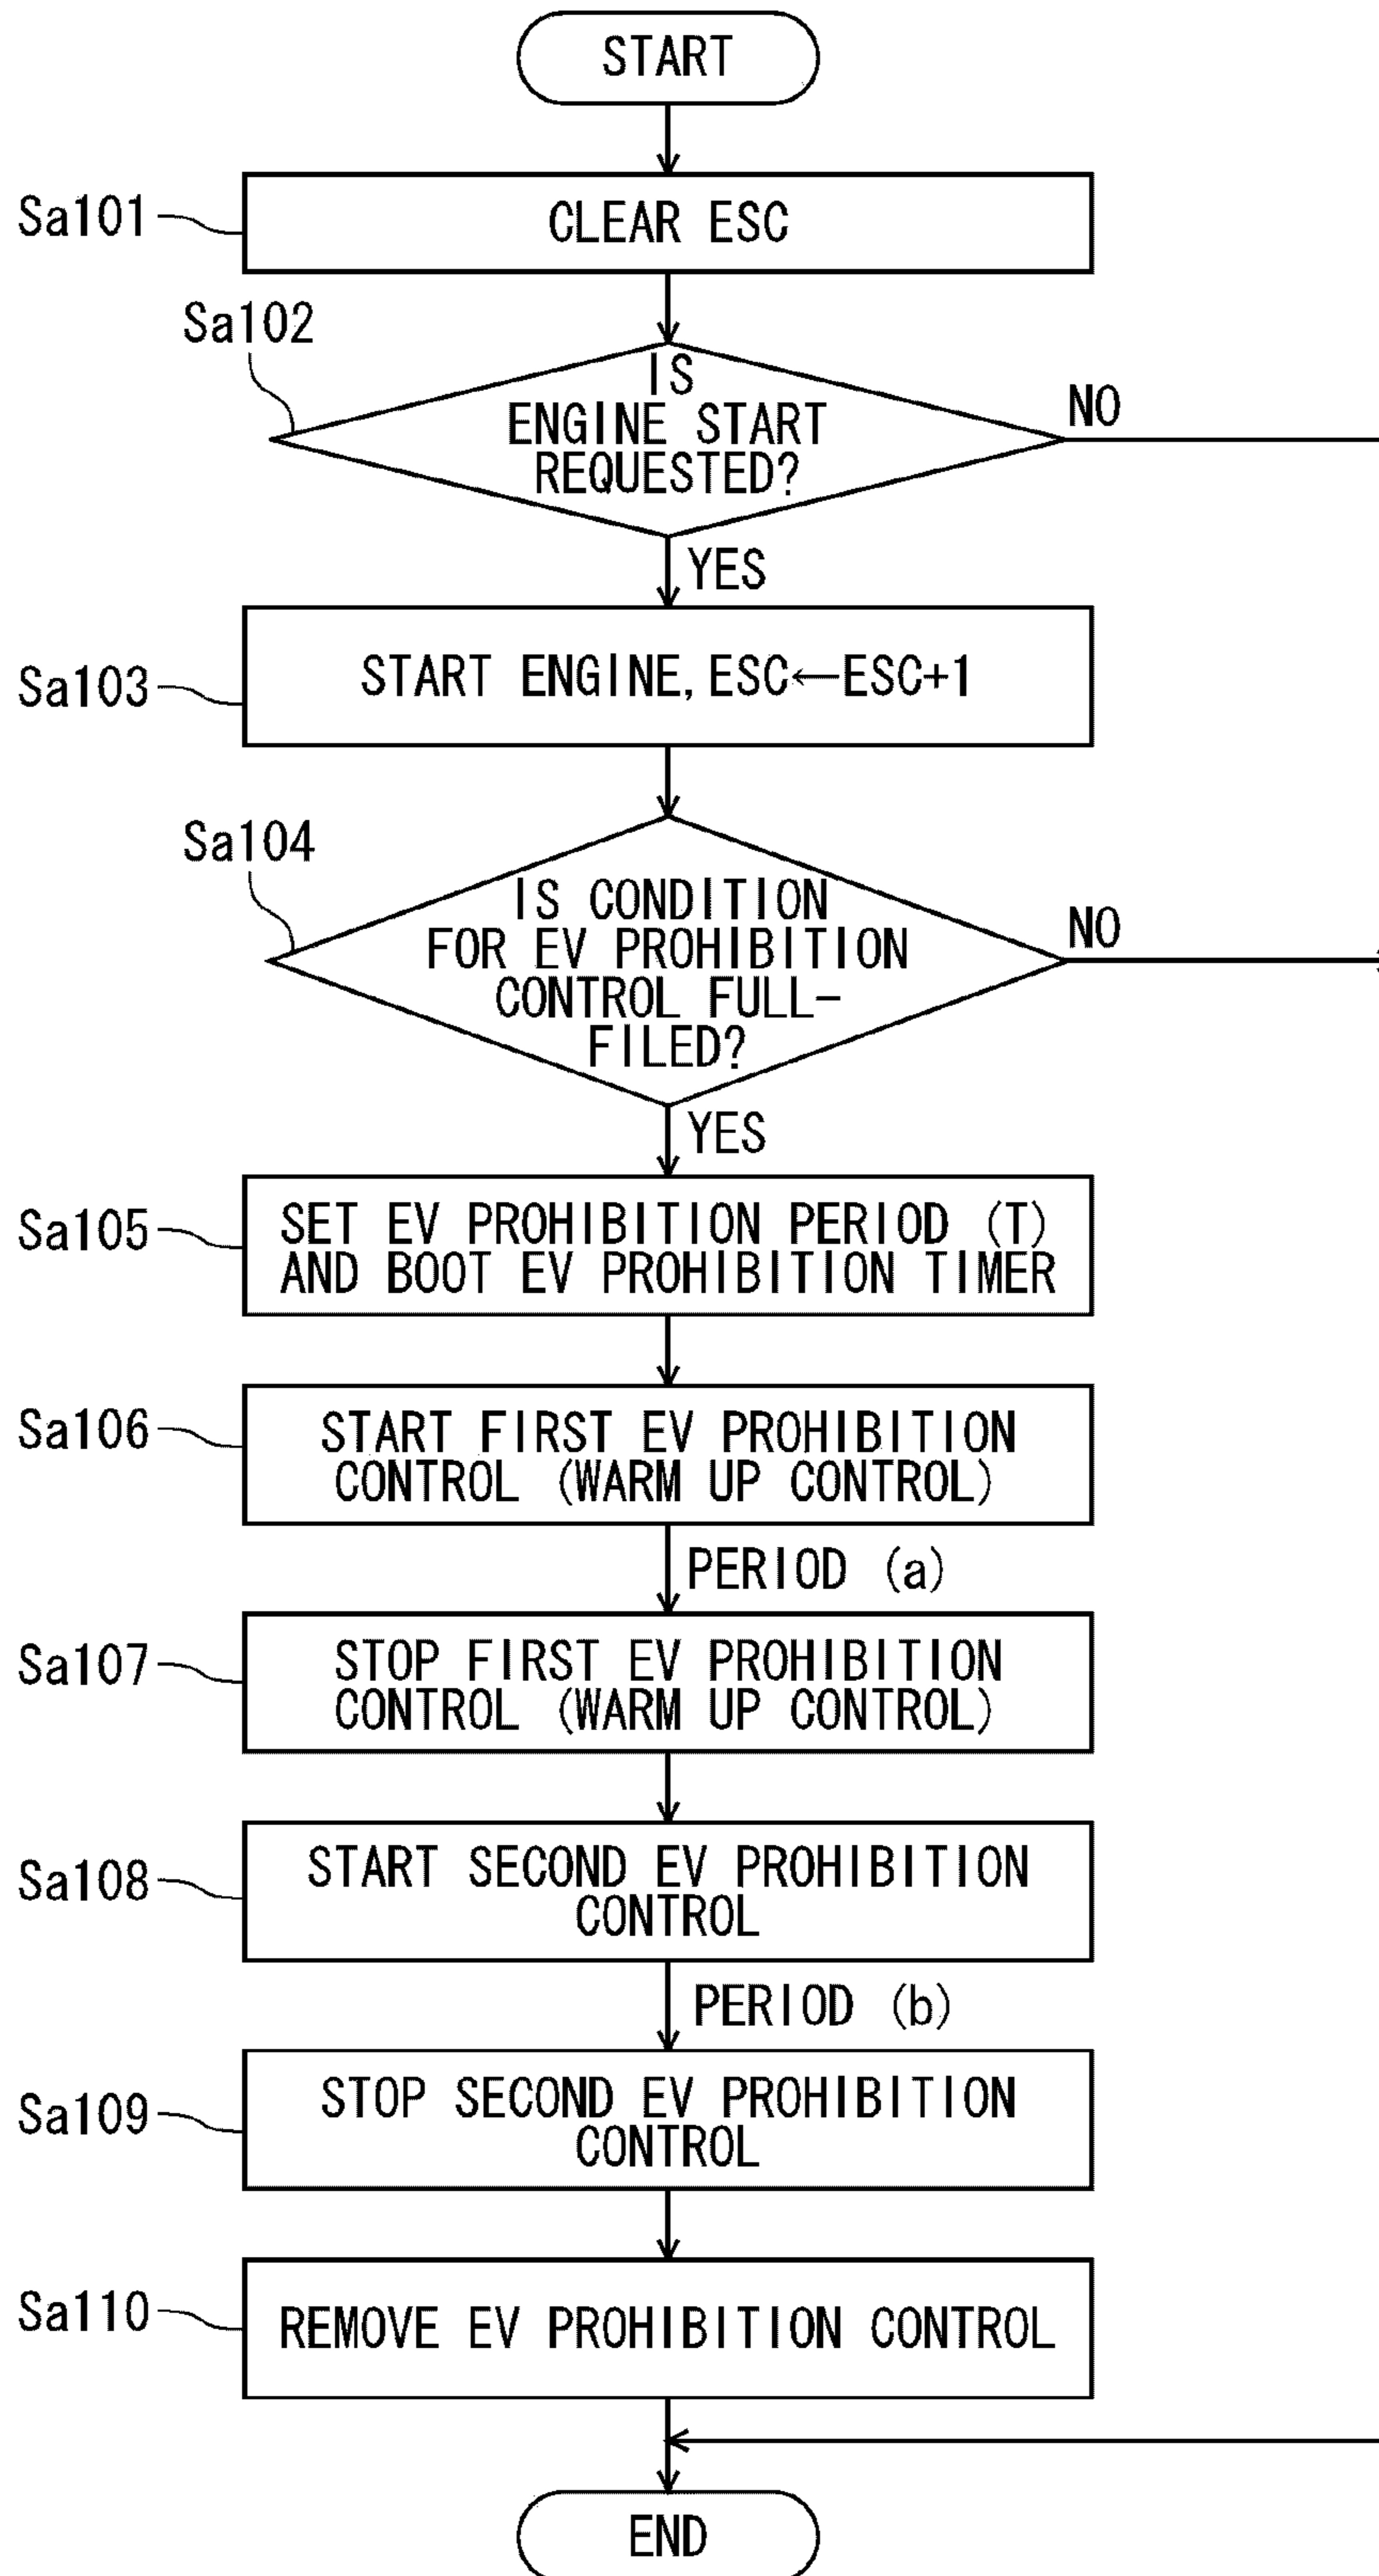 START
Sa101
CLEAR ESC
Sa102
IS
ENGINE START
REQUESTED?
NO
YES
Sa103
START ENGINE, ESC←ESC+1
Sa104
IS CONDITION
FOR EV PROHIBITION
CONTROL FULL-
FILED?
NO
YES
Sa105
SET EV PROHIBITION PERIOD (T)
AND BOOT EV PROHIBITION TIMER
Sa106
START FIRST EV PROHIBITION
CONTROL (WARM UP CONTROL)
PERIOD (a)
Sa107
STOP FIRST EV PROHIBITION
CONTROL (WARM UP CONTROL)
Sa108
START SECOND EV PROHIBITION
CONTROL
PERIOD (b)
Sa109
STOP SECOND EV PROHIBITION
CONTROL
Sa110
REMOVE EV PROHIBITION CONTROL
END